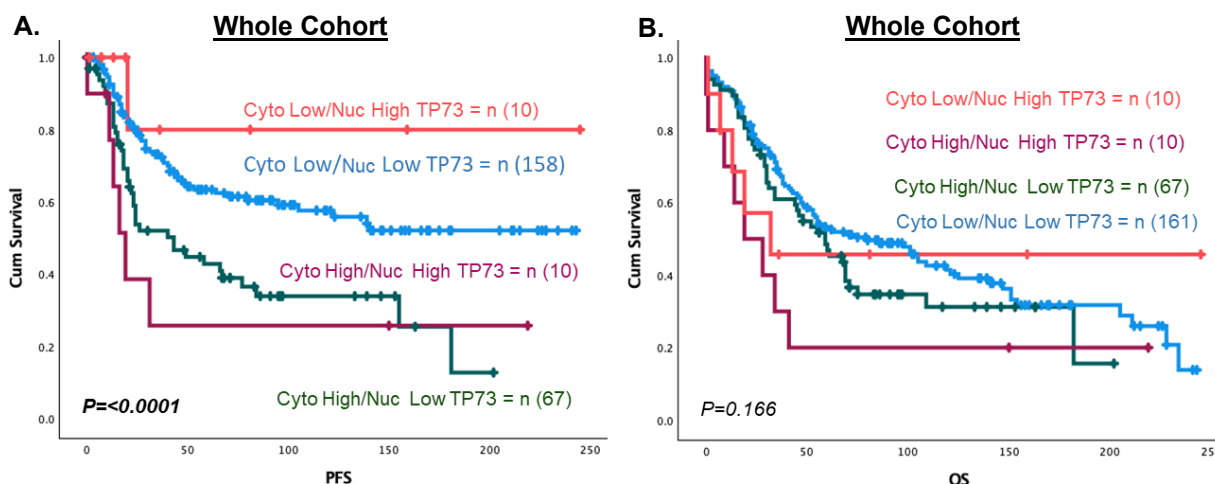 A.
Whole Cohort
Cum Survival
1.0
0.8
0.6
0.4
0.2
0.0
Cyto Low/Nuc High TP73 = n (10)
Cyto Low/Nuc Low TP73 = n (158)
Cyto High/Nuc High TP73 = n (10)
Cyto High/Nuc Low TP73 = n (67)
P=<0.0001
0 50 100 150 200 250
PFS
B.
Whole Cohort
Cum Survival
1.0
0.8
0.6
0.4
0.2
0.0
Cyto Low/Nuc High TP73 = n (10)
Cyto High/Nuc High TP73 = n (10)
Cyto High/Nuc Low TP73 = n (67)
Cyto Low/Nuc Low TP73 = n (161)
P=0.166
0 50 100 150 200 25
OS